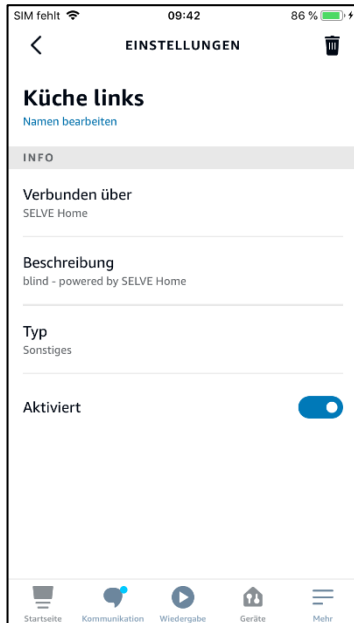 SIM fehlt 09:42 86 %
EINSTELLUNGEN
Küche links
Namen bearbeiten
INFO
Verbunden über
SELVE Home
Beschreibung
blind - powered by SELVE Home
Typ
Sonstiges
Aktiviert
Startseite Kommunikation Wiedergabe Geräte Mehr